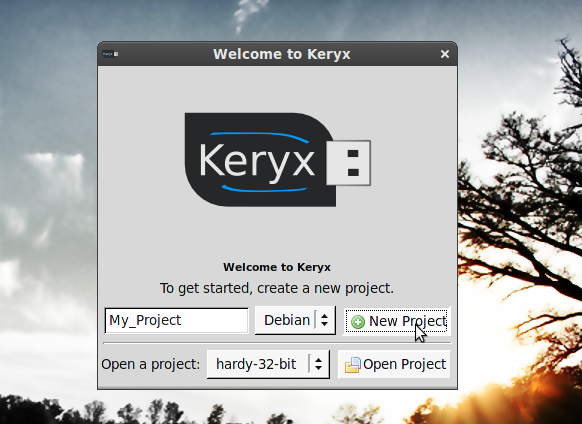 Welcome to Keryx
Keryx
Welcome to Keryx
To get started, create a new project.
My_Project Debian New Project
Open a project: hardy-32-bit Open Project